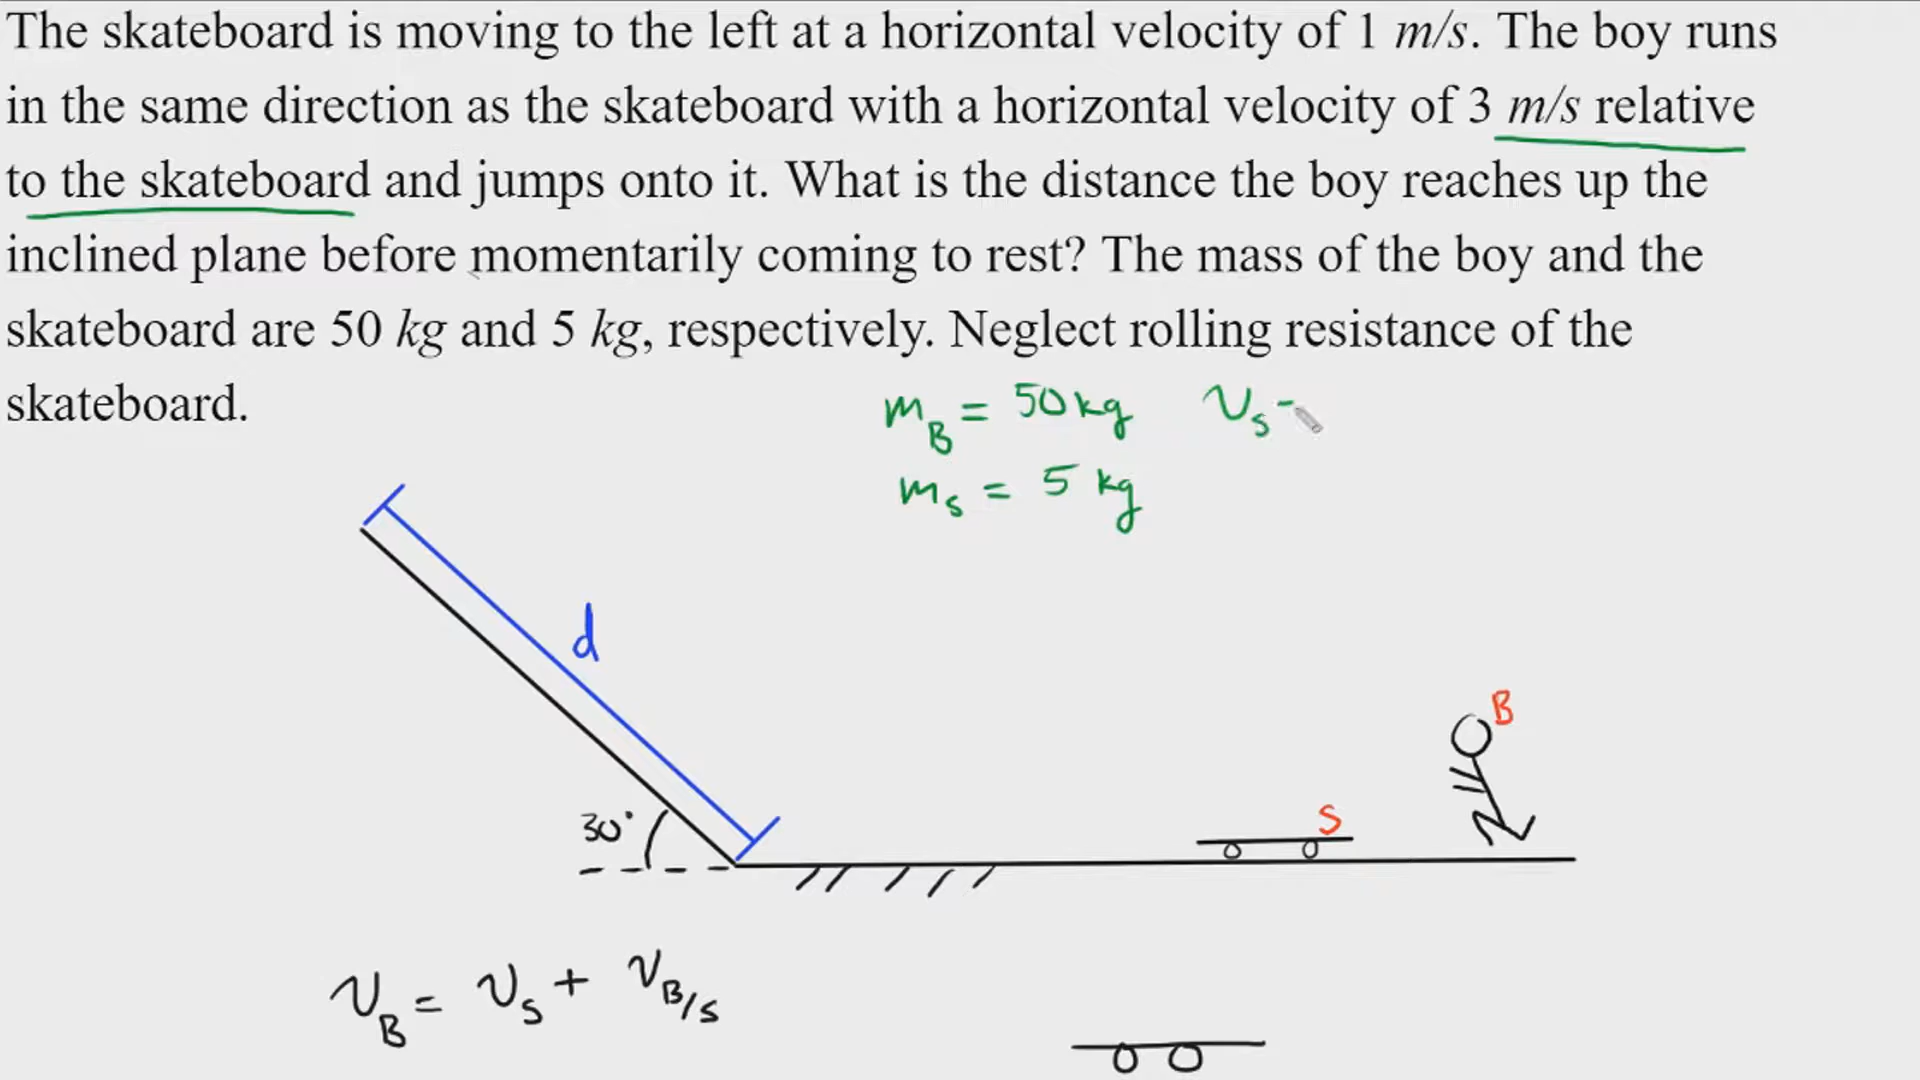 The skateboard is moving to the left at a horizontal velocity of 1 m/s. The boy runs
in the same direction as the skateboard with a horizontal velocity of 3 m/s relative
to the skateboard and jumps onto it. What is the distance the boy reaches up the
inclined plane before momentarily coming to rest? The mass of the boy and the
skateboard are 50 kg and 5 kg, respectively. Neglect rolling resistance of the
skateboard.
m_B = 50 kg v_s -
m_s = 5 kg
d
B
S
30°
v_B = v_s + v_B/s